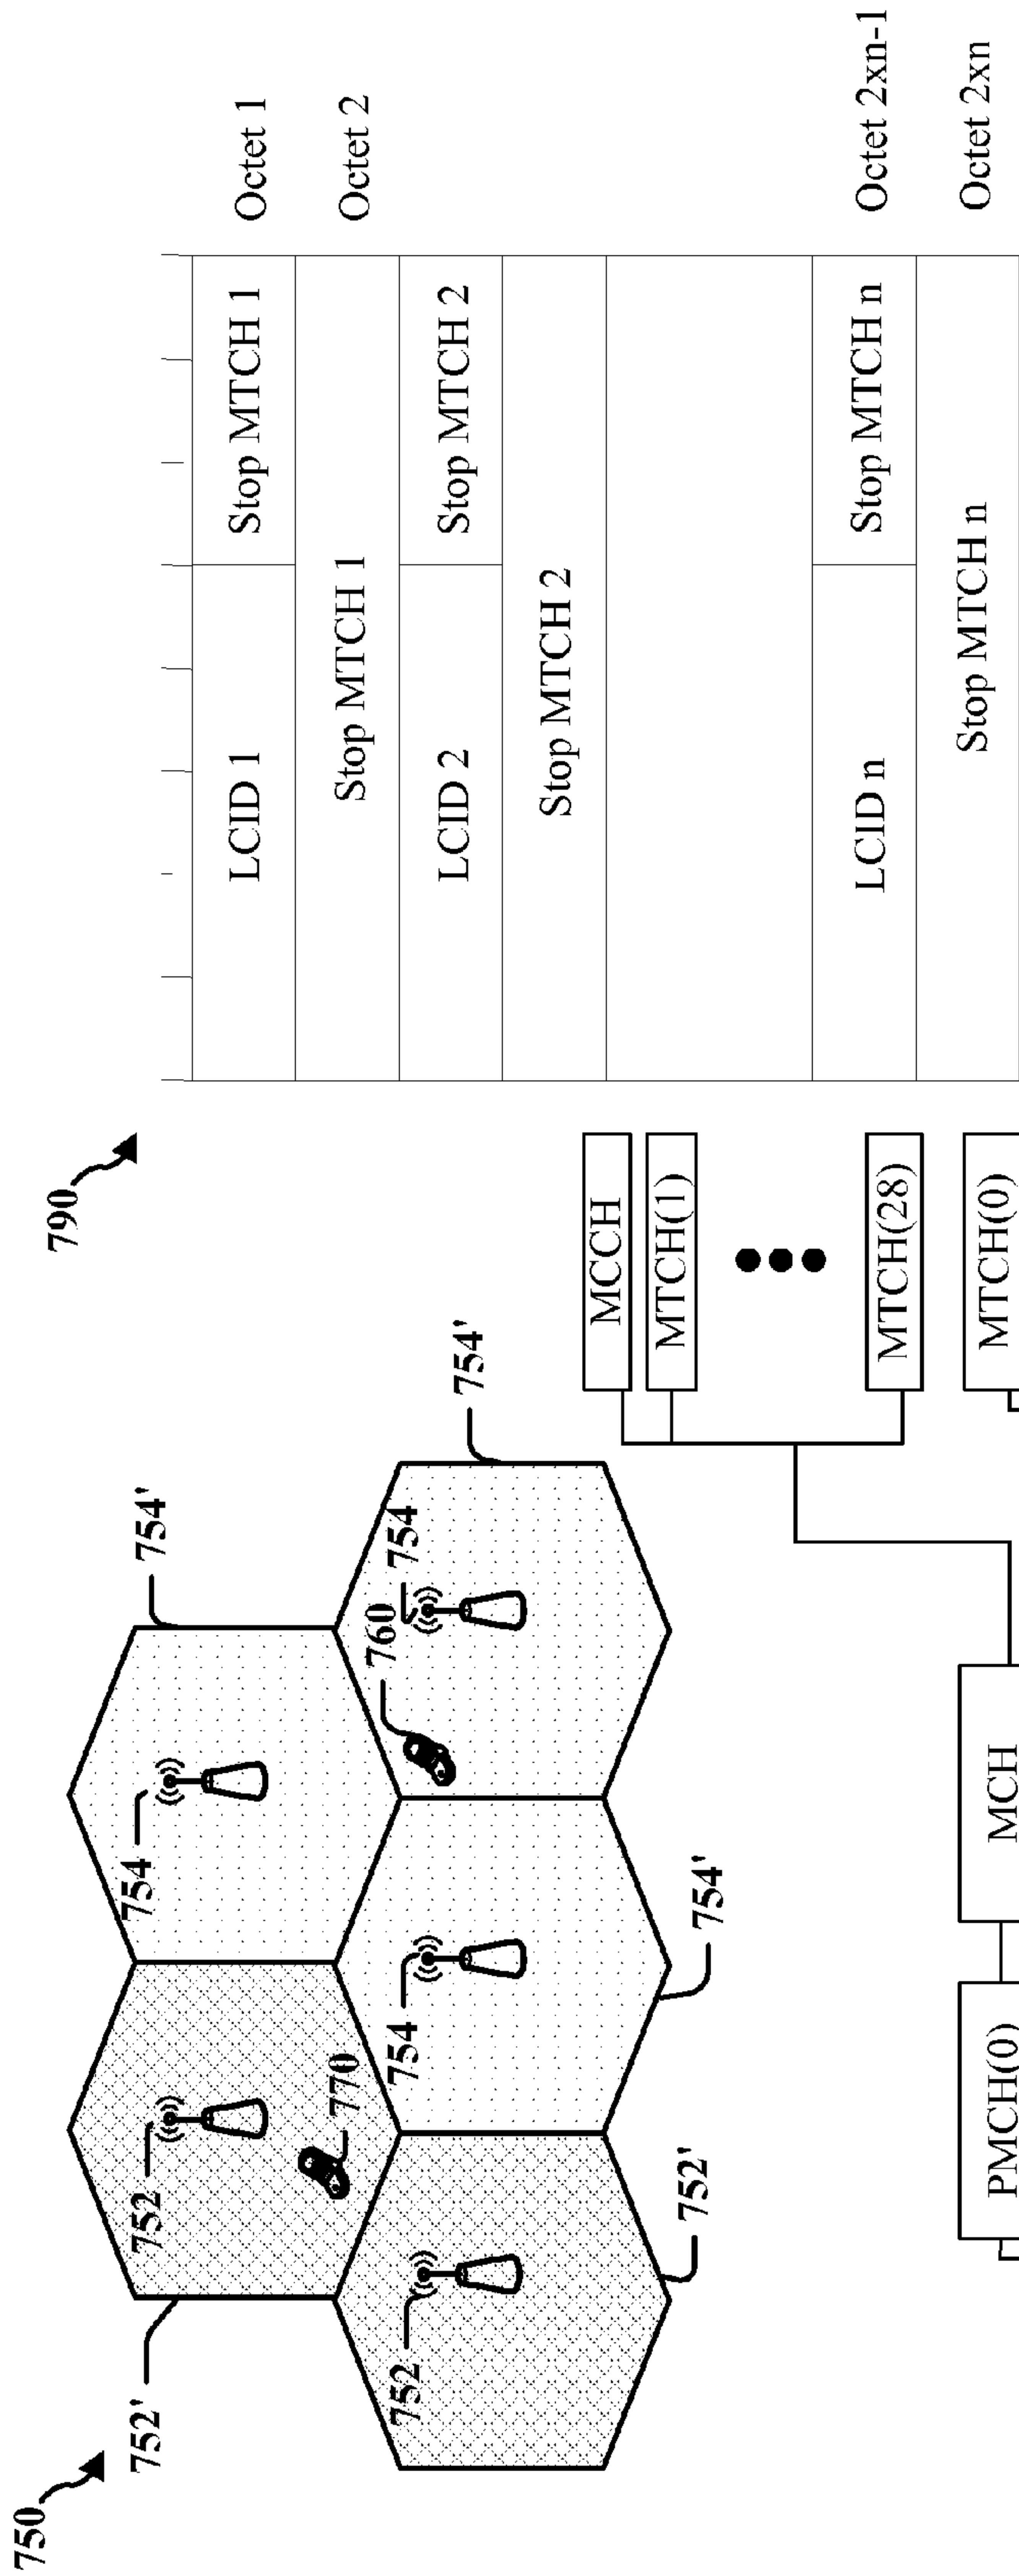 750
752'
752
770
754
754'
752
754
760
754
754'
752'
754'
PMCH(0)
MCH
MCCH
MTCH(1)
MTCH(28)
MTCH(0)
790
LCID 1 Stop MTCH 1 Octet 1
Stop MTCH 1 Octet 2
LCID 2 Stop MTCH 2
Stop MTCH 2
LCID n Stop MTCH n Octet 2xn-1
Stop MTCH n Octet 2xn